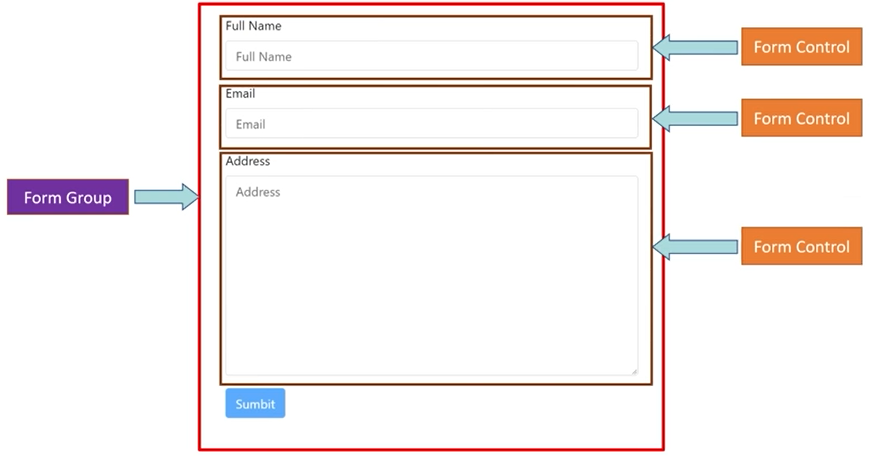 Full Name
Full Name
Form Control
Email
Email
Form Control
Address
Address
Form Group
Form Control
Sumbit